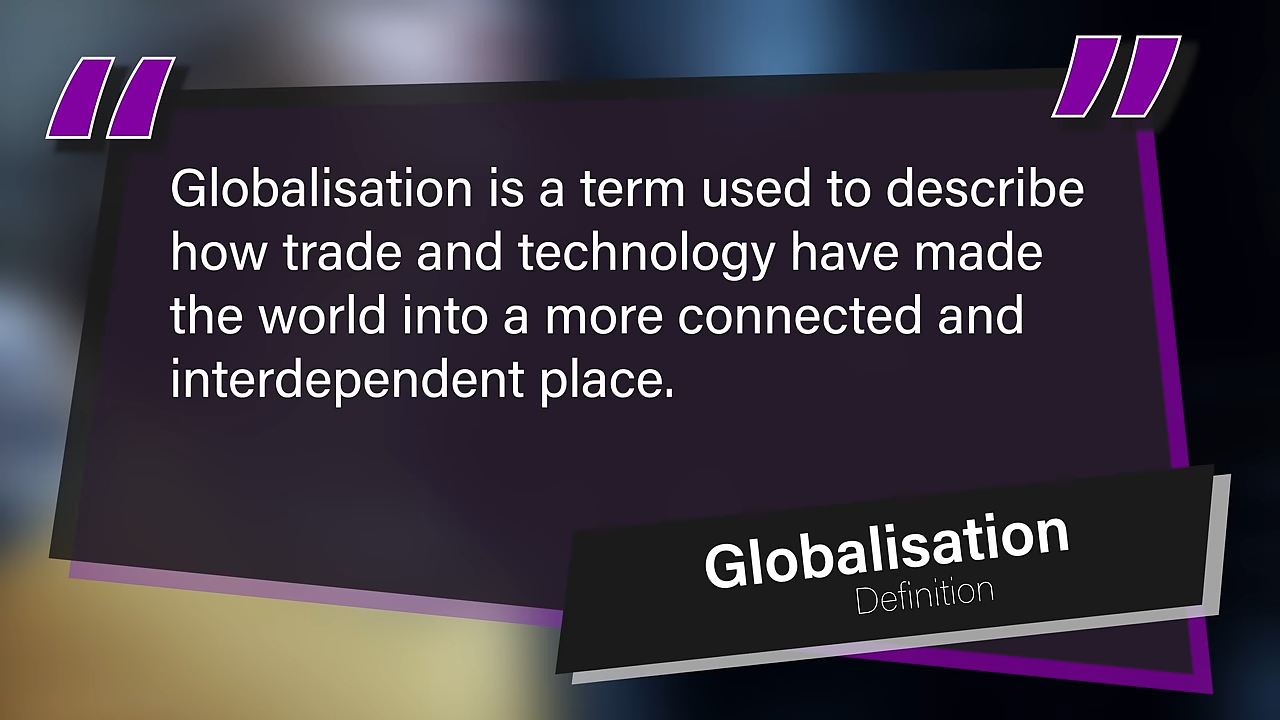 Globalisation is a term used to describe
how trade and technology have made
the world into a more connected and
interdependent place.
Globalisation
Definition